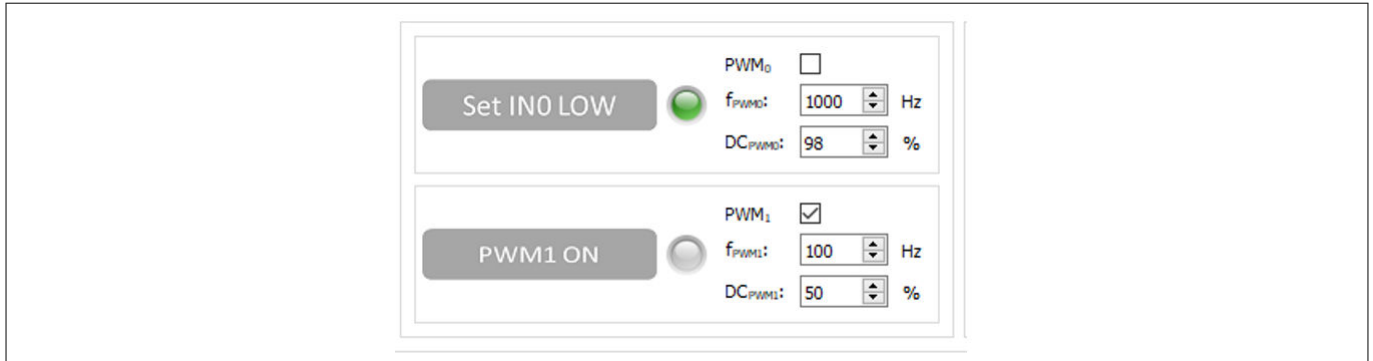 PWM₀
Set IN0 LOW
fPWM0: 1000 Hz
DCPWM0: 98 %
PWM₁
PWM1 ON
fPWM1: 100 Hz
DCPWM1: 50 %